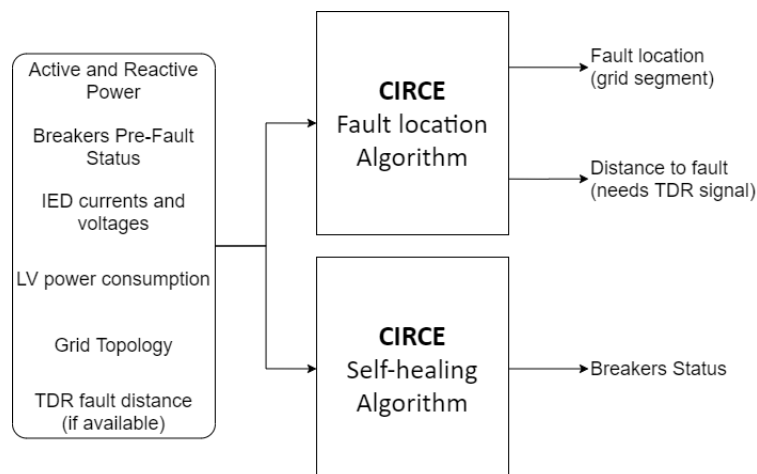 Active and Reactive
Power
Breakers Pre-Fault
Status
IED currents and
voltages
LV power consumption
Grid Topology
TDR fault distance
(if available)
CIRCE
Fault location
Algorithm
Fault location
(grid segment)
Distance to fault
(needs TDR signal)
CIRCE
Self-healing
Algorithm
Breakers Status